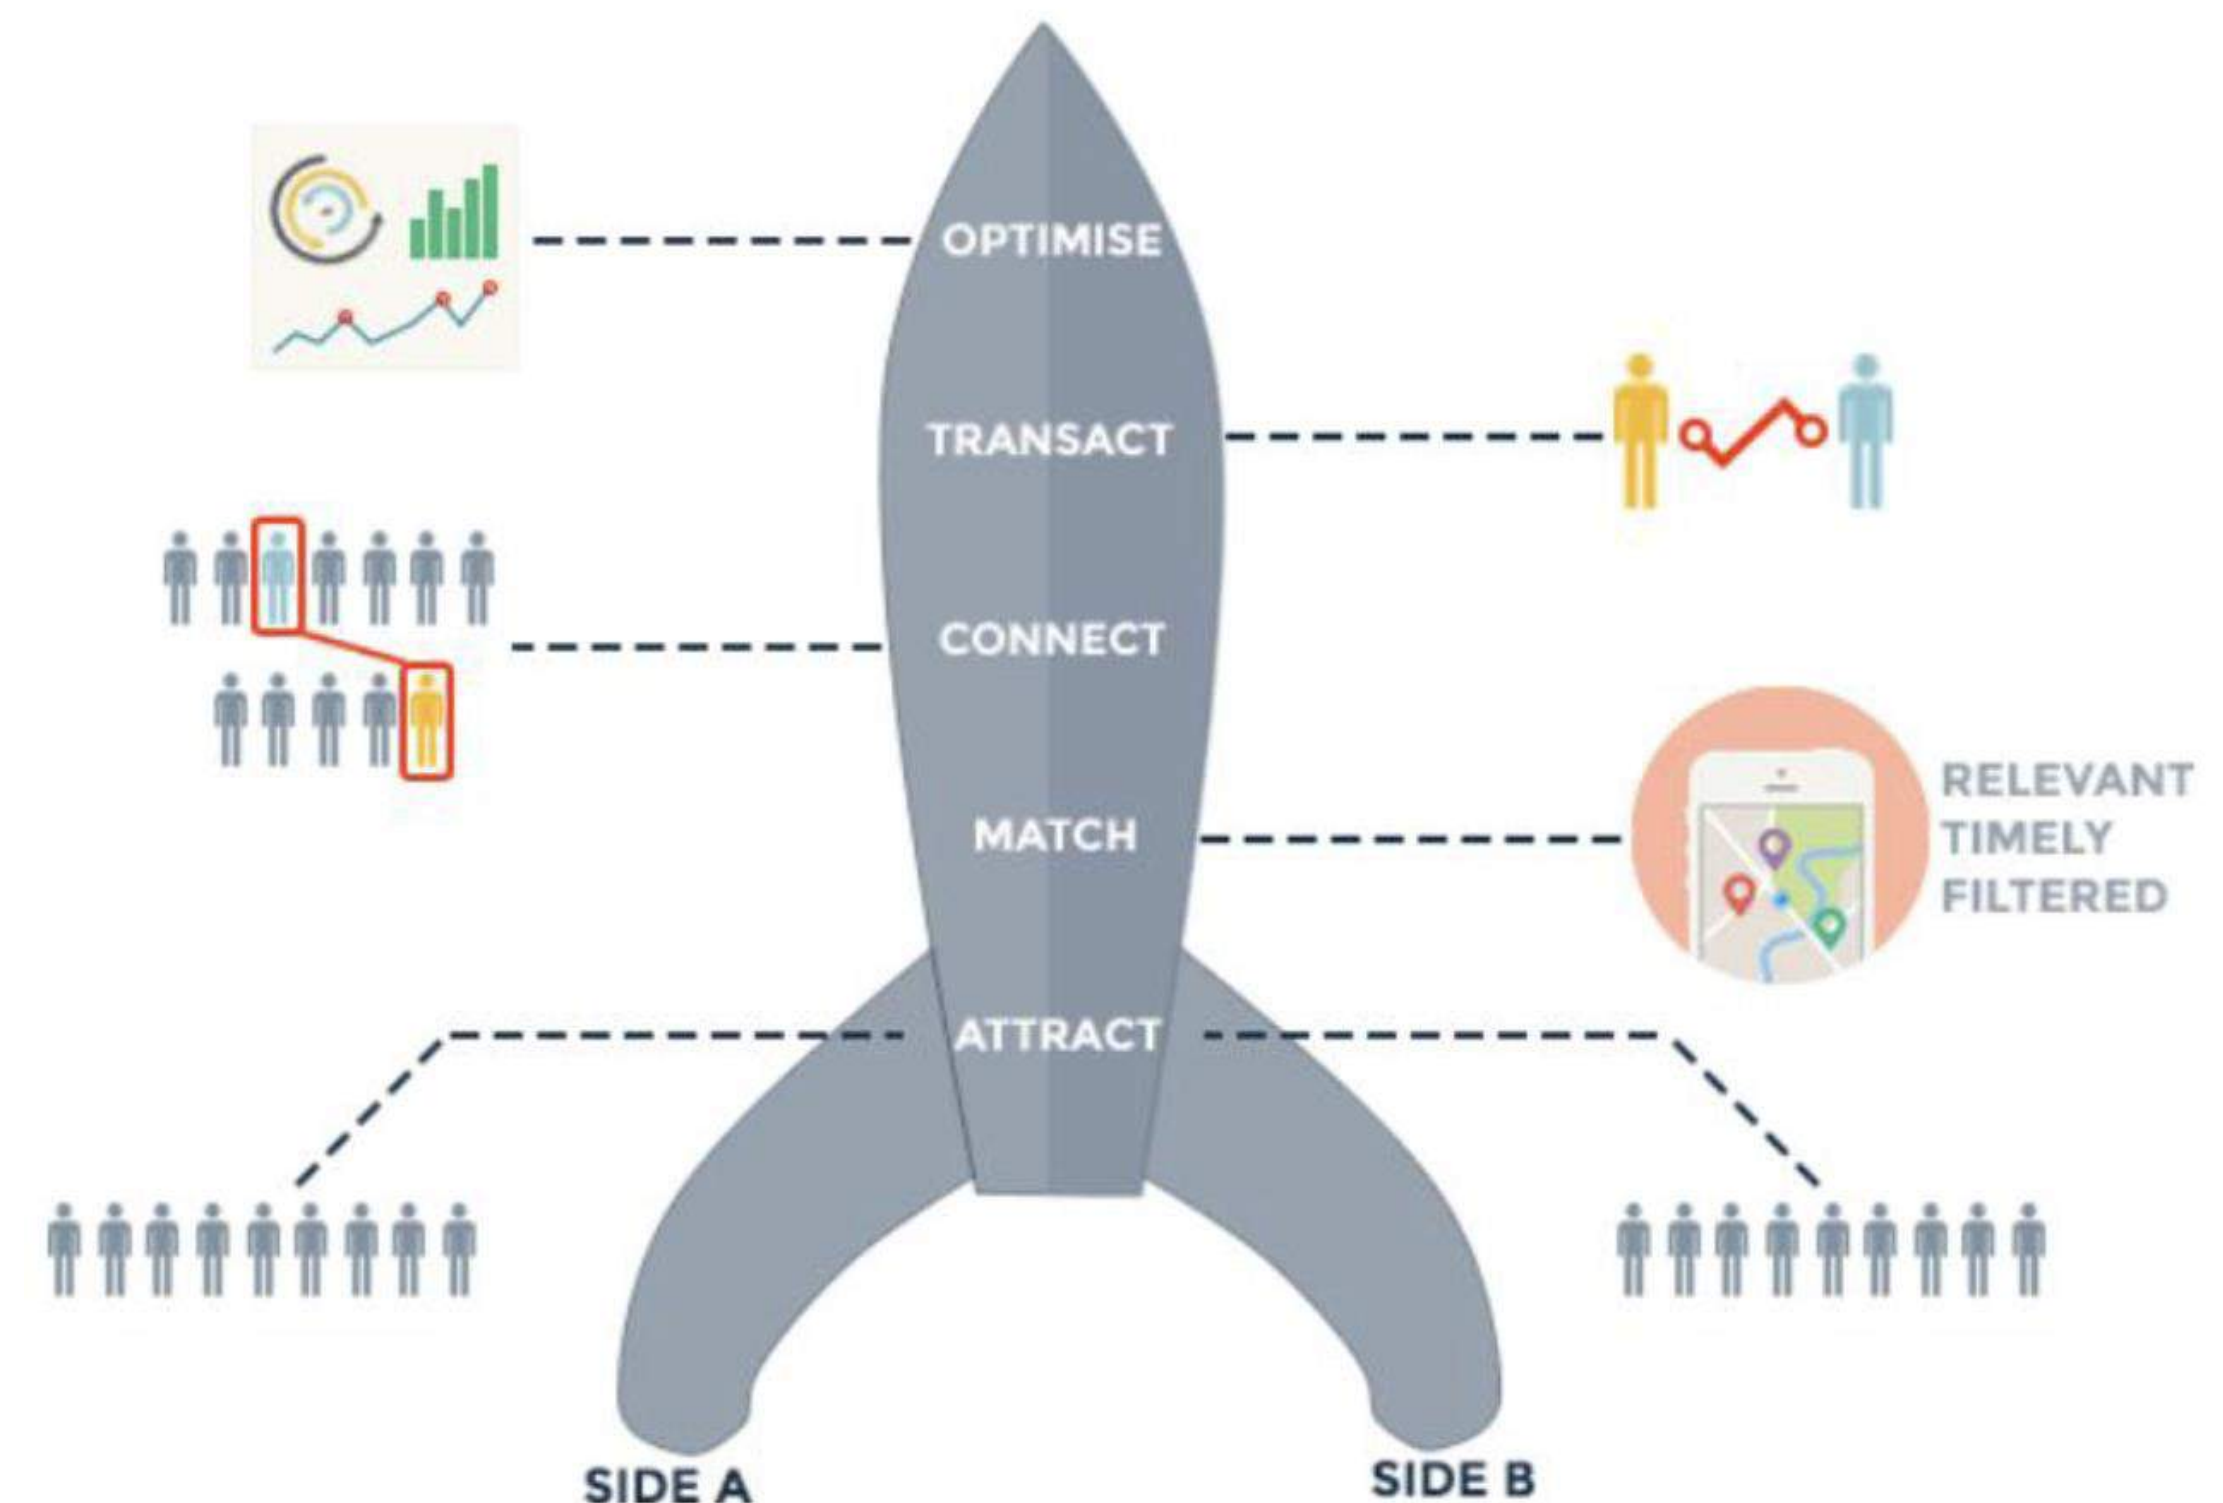 OPTIMISE
TRANSACT
CONNECT
MATCH
RELEVANT
TIMELY
FILTERED
ATTRACT
SIDE A
SIDE B